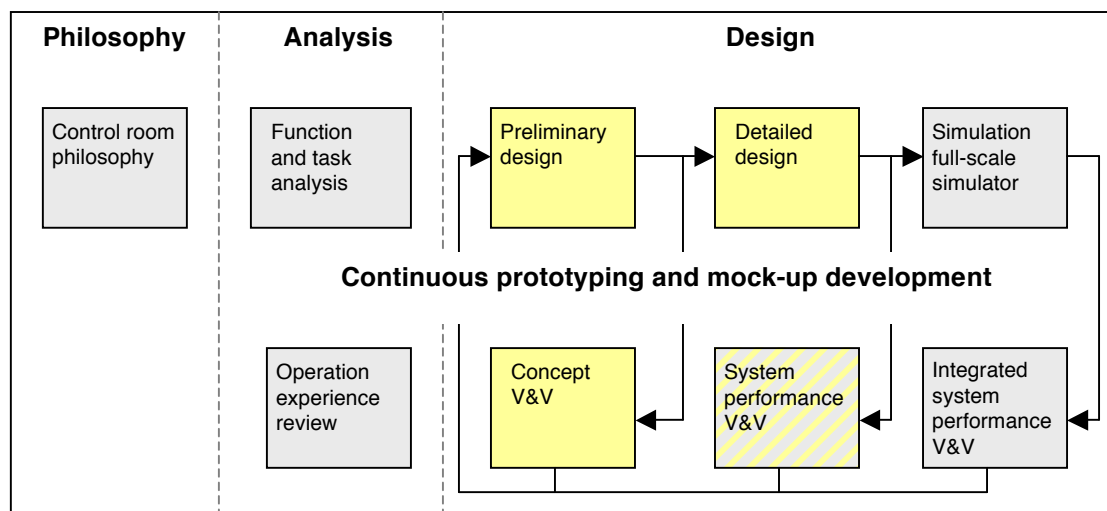 Philosophy
Analysis
Design
Control room
philosophy
Function
and task
analysis
Preliminary
design
Detailed
design
Simulation
full-scale
simulator
Continuous prototyping and mock-up development
Operation
experience
review
Concept
V&V
System
performance
V&V
Integrated
system
performance
V&V